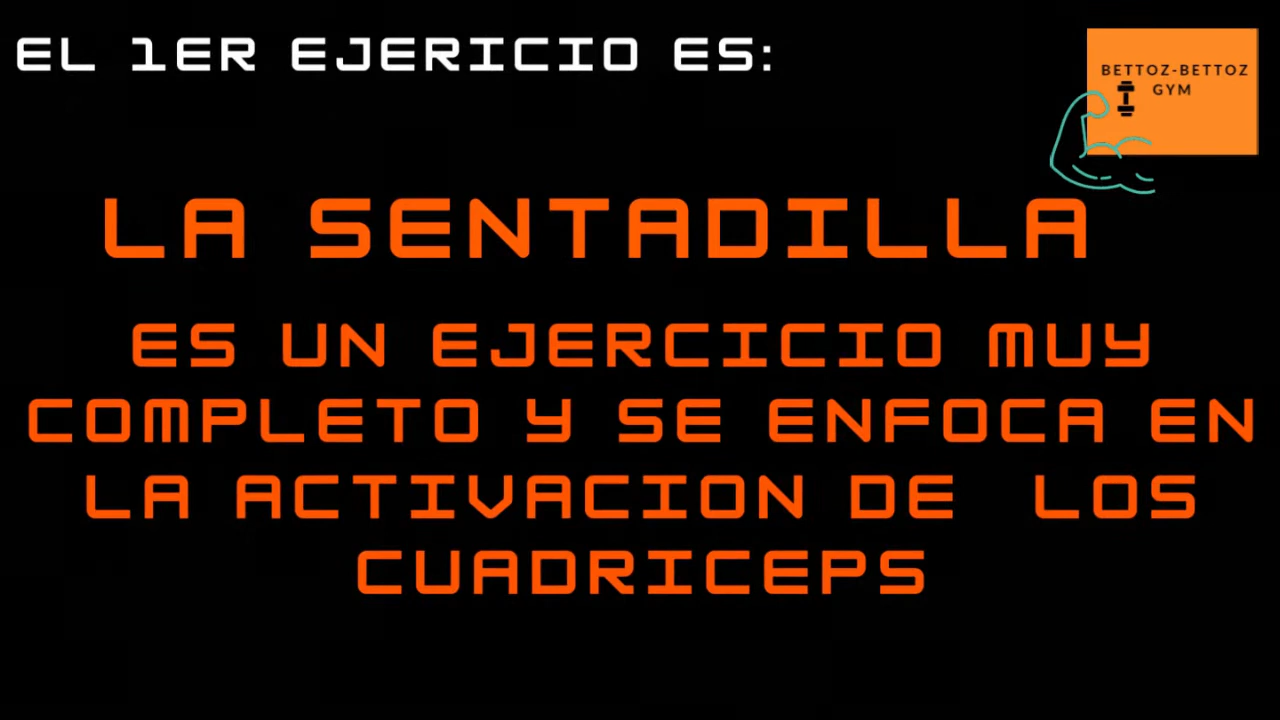 EL 1ER EJERICIO ES:
BETTOZ-BETTOZ
GYM
LA SENTADILLA
ES UN EJERCICIO MUY
COMPLETO Y SE ENFOCA EN
LA ACTIVACION DE LOS
CUADRICEPS